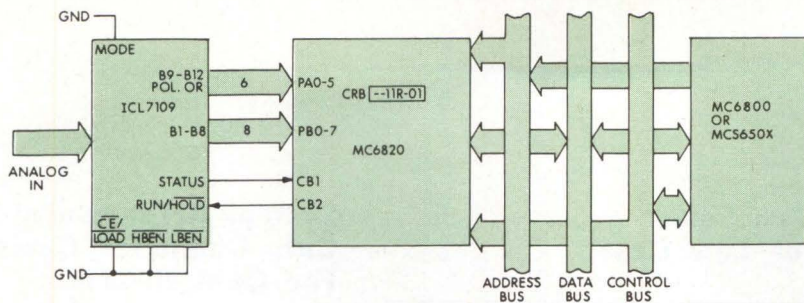 GND
MODE
B9-B12
POL. OR
ICL7109
6
PA0-5
CRB --11R-01
B1-B8
8
PB0-7
MC6820
ANALOG
IN
STATUS
CB1
RUN/HOLD
CB2
CE/
LOAD HBEN LBEN
GND
MC6800
OR
MCS650X
ADDRESS
BUS
DATA
BUS
CONTROL
BUS